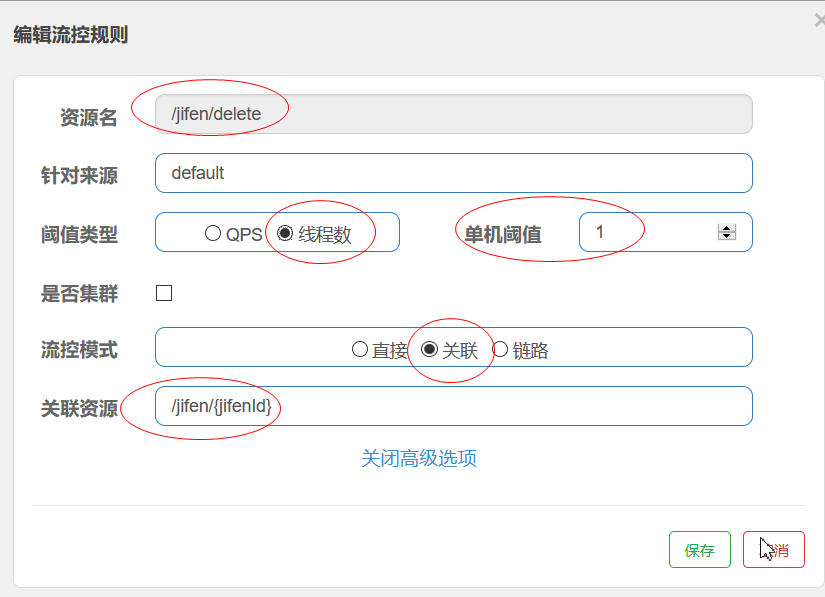 编辑流控规则
资源名 /jifen/delete
针对来源 default
阈值类型 QPS 线程数 单机阈值 1
是否集群
流控模式 直接 关联 链路
关联资源 /jifen/{jifenId}
关闭高级选项
保存 消